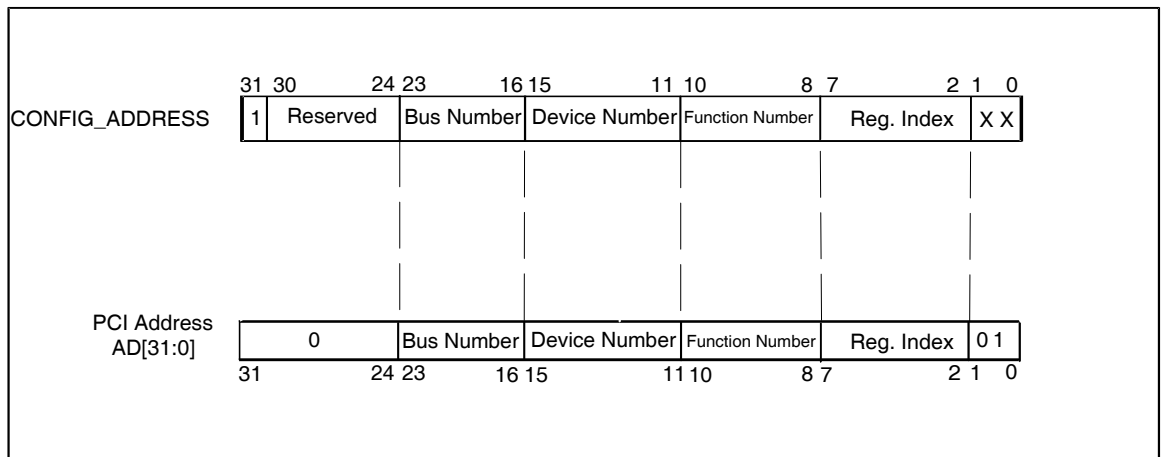 31 30 24 23 16 15 11 10 8 7 2 1 0
CONFIG_ADDRESS 1 Reserved Bus Number Device Number Function Number Reg. Index X X
PCI Address
AD[31:0]
0 Bus Number Device Number Function Number Reg. Index 0 1
31 24 23 16 15 11 10 8 7 2 1 0